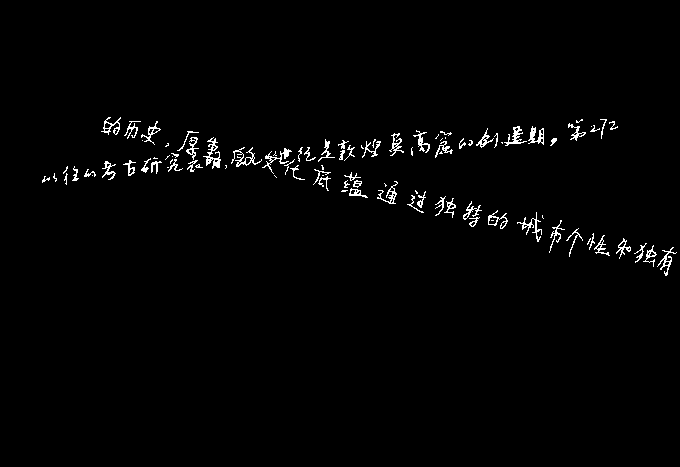 的历史,厚 文化底蕴通过独特的城市个性和独有
以往的考古研究表明, 世纪是敦煌莫高窟的创建期。第272